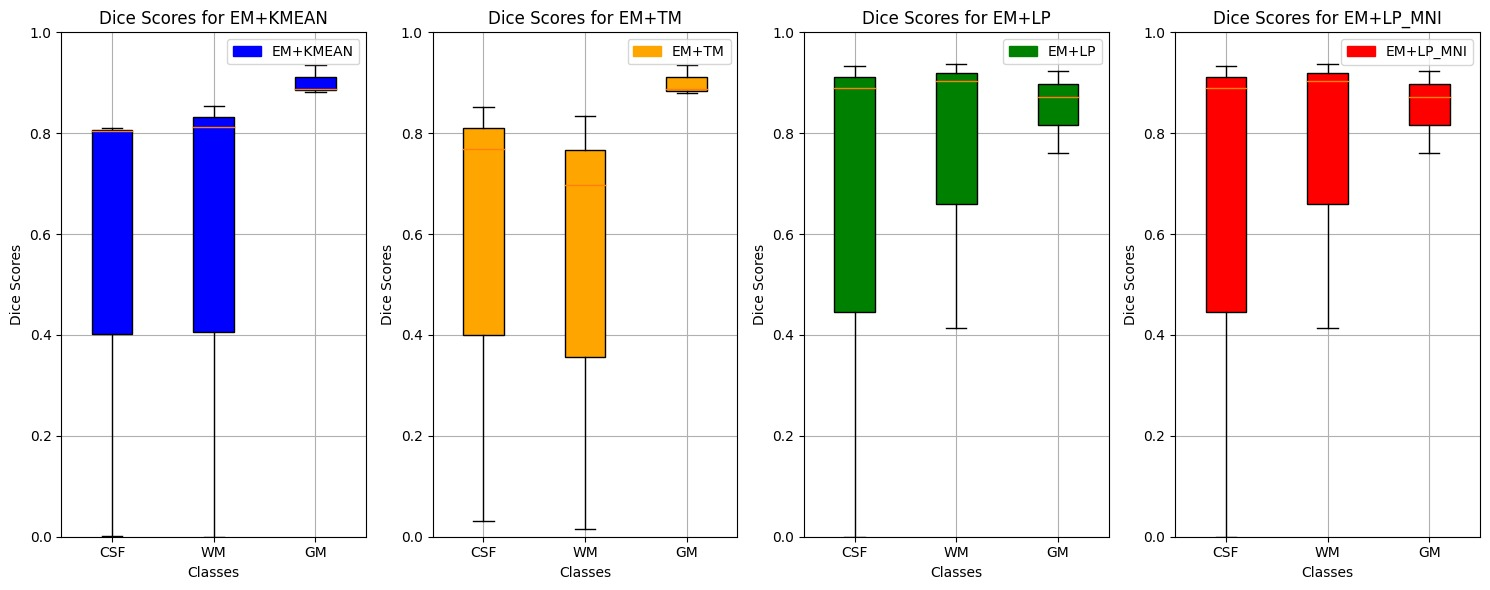 Dice Scores for EM+KMEAN
EM+KMEAN
Dice Scores
1.0
0.8
0.6
0.4
0.2
0.0
CSF
WM
GM
Classes
Dice Scores for EM+TM
EM+TM
Dice Scores
1.0
0.8
0.6
0.4
0.2
0.0
CSF
WM
GM
Classes
Dice Scores for EM+LP
EM+LP
Dice Scores
1.0
0.8
0.6
0.4
0.2
0.0
CSF
WM
GM
Classes
Dice Scores for EM+LP_MNI
EM+LP_MNI
Dice Scores
1.0
0.8
0.6
0.4
0.2
0.0
CSF
WM
GM
Classes